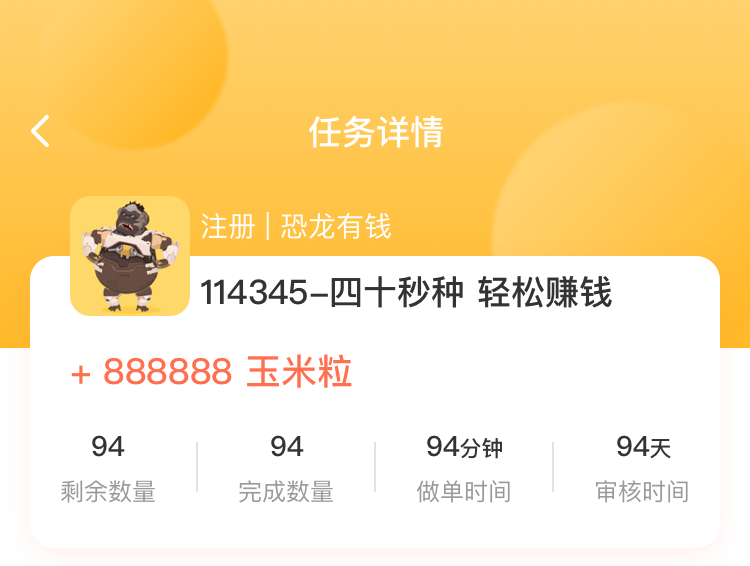 任务详情
注册 | 恐龙有钱
114345-四十秒种 轻松赚钱
+ 888888 玉米粒
94 94 94分钟 94天
剩余数量 完成数量 做单时间 审核时间